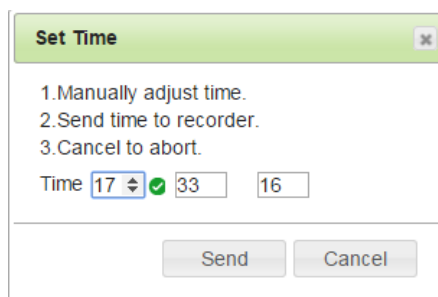 Set Time
1.Manually adjust time.
2.Send time to recorder.
3.Cancel to abort.
Time 17 33 16
Send Cancel